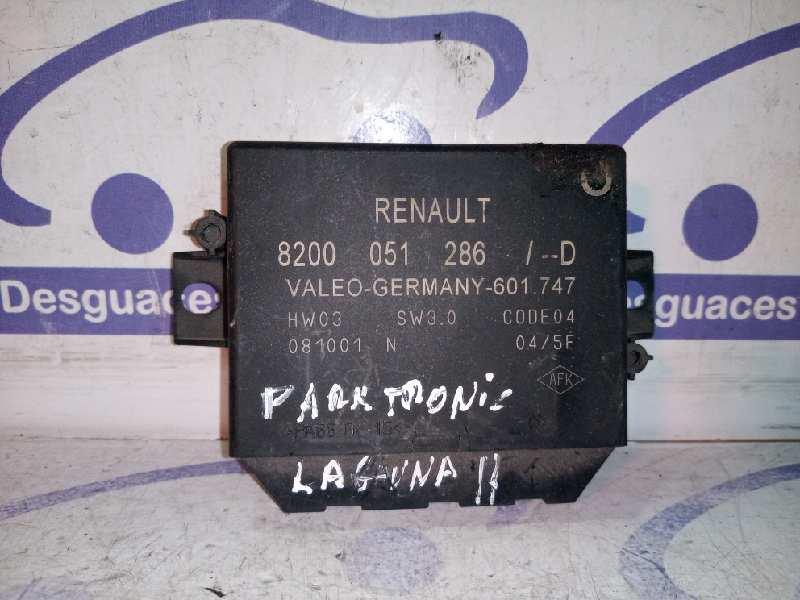 RENAULT
8200 051 286 /--D
Desguaces
Desguaces
VALEO-GERMANY-601.747
HW03 SW3.0 CODE04
081001 N 04/5F
AFK
PARKTRONIC
LAGUNA II